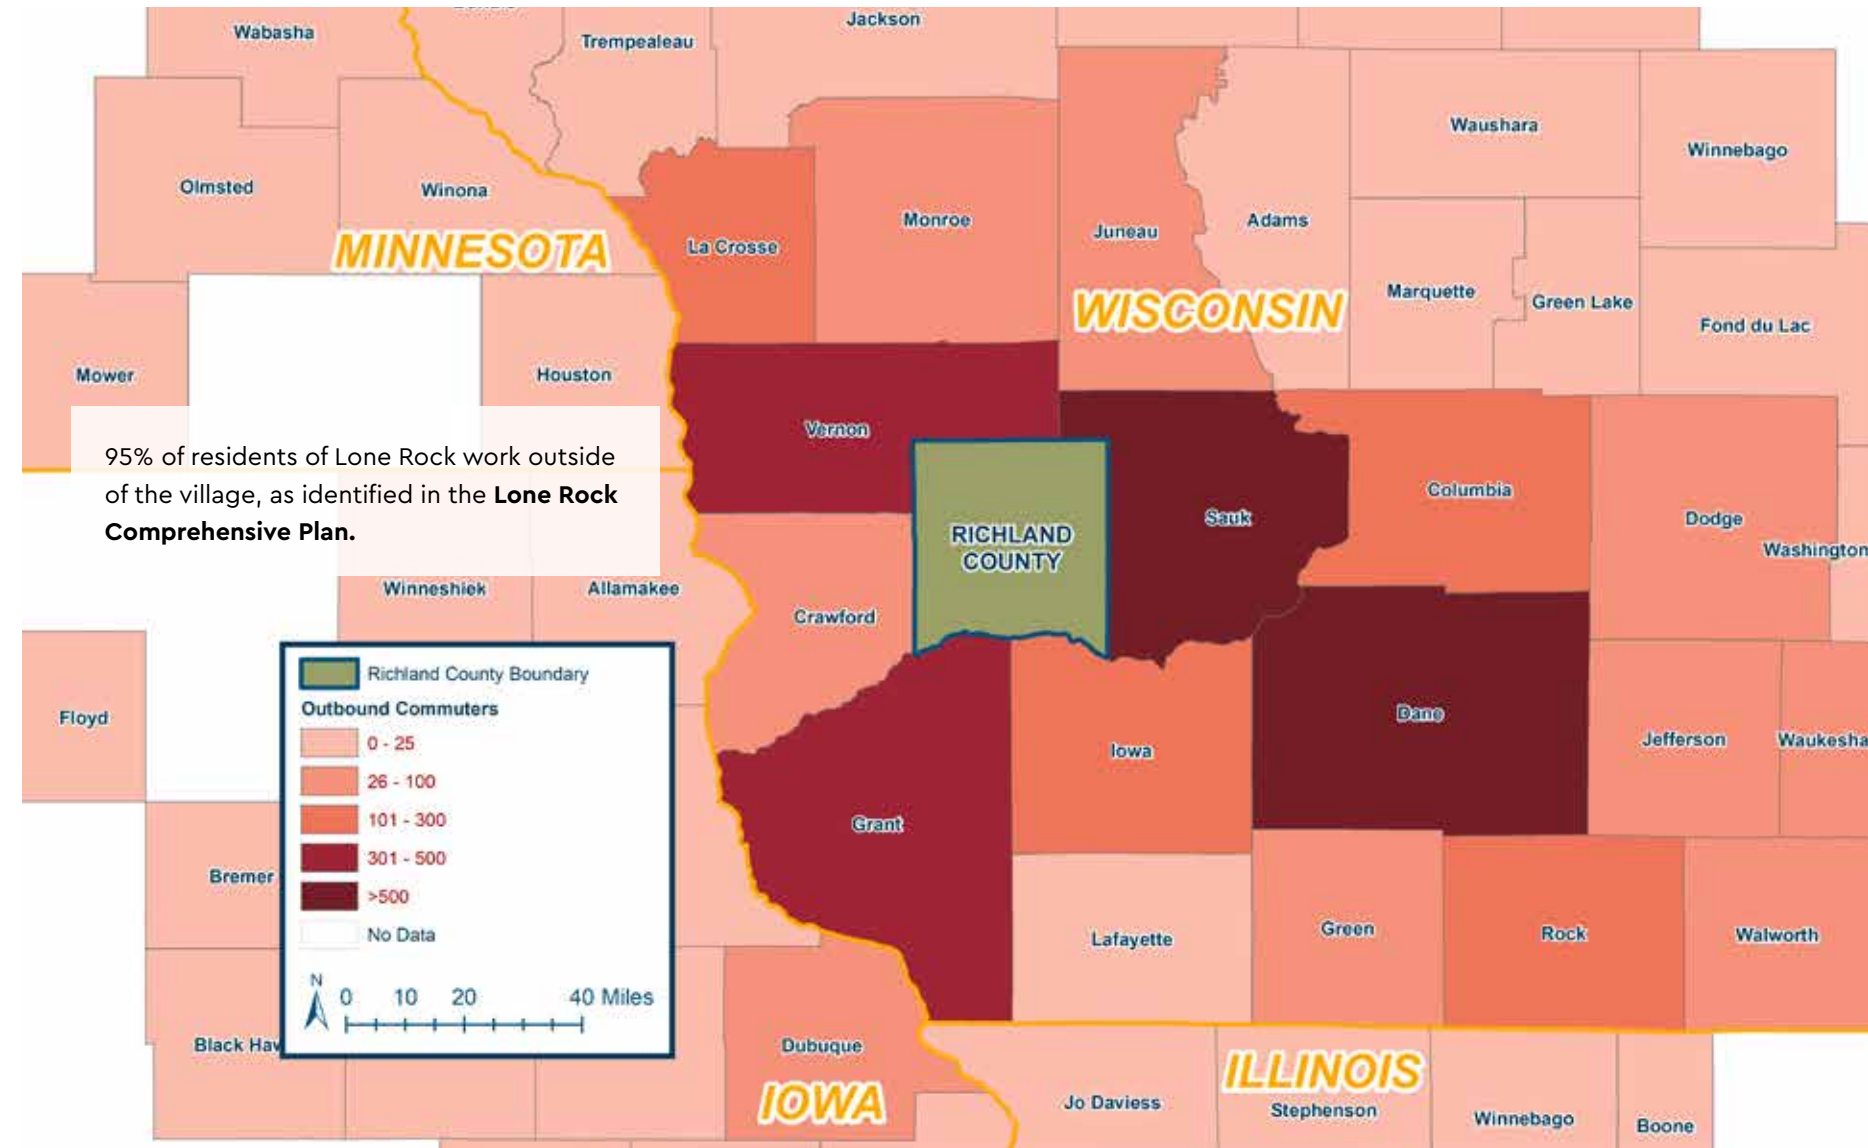 Jackson
Wabasha
Trempealeau
Waushara
Winnebago
Olmsted
Winona
Monroe
Adams
Juneau
La Crosse
MINNESOTA
WISCONSIN
Marquette
Green Lake
Fond du Lac
Mower
Houston
Vernon
95% of residents of Lone Rock work outside
of the village, as identified in the Lone Rock
Comprehensive Plan.
Columbia
Sauk
Dodge
RICHLAND
COUNTY
Washington
Winneshiek
Allamakee
Crawford
Richland County Boundary
Outbound Commuters
0 - 25
26 - 100
101 - 300
301 - 500
>500
No Data
N
0 10 20 40 Miles
Floyd
Dane
Iowa
Jefferson
Waukesha
Grant
Bremer
Lafayette
Green
Rock
Walworth
Black Haw
Dubuque
IOWA
ILLINOIS
Jo Daviess
Stephenson
Winnebago
Boone